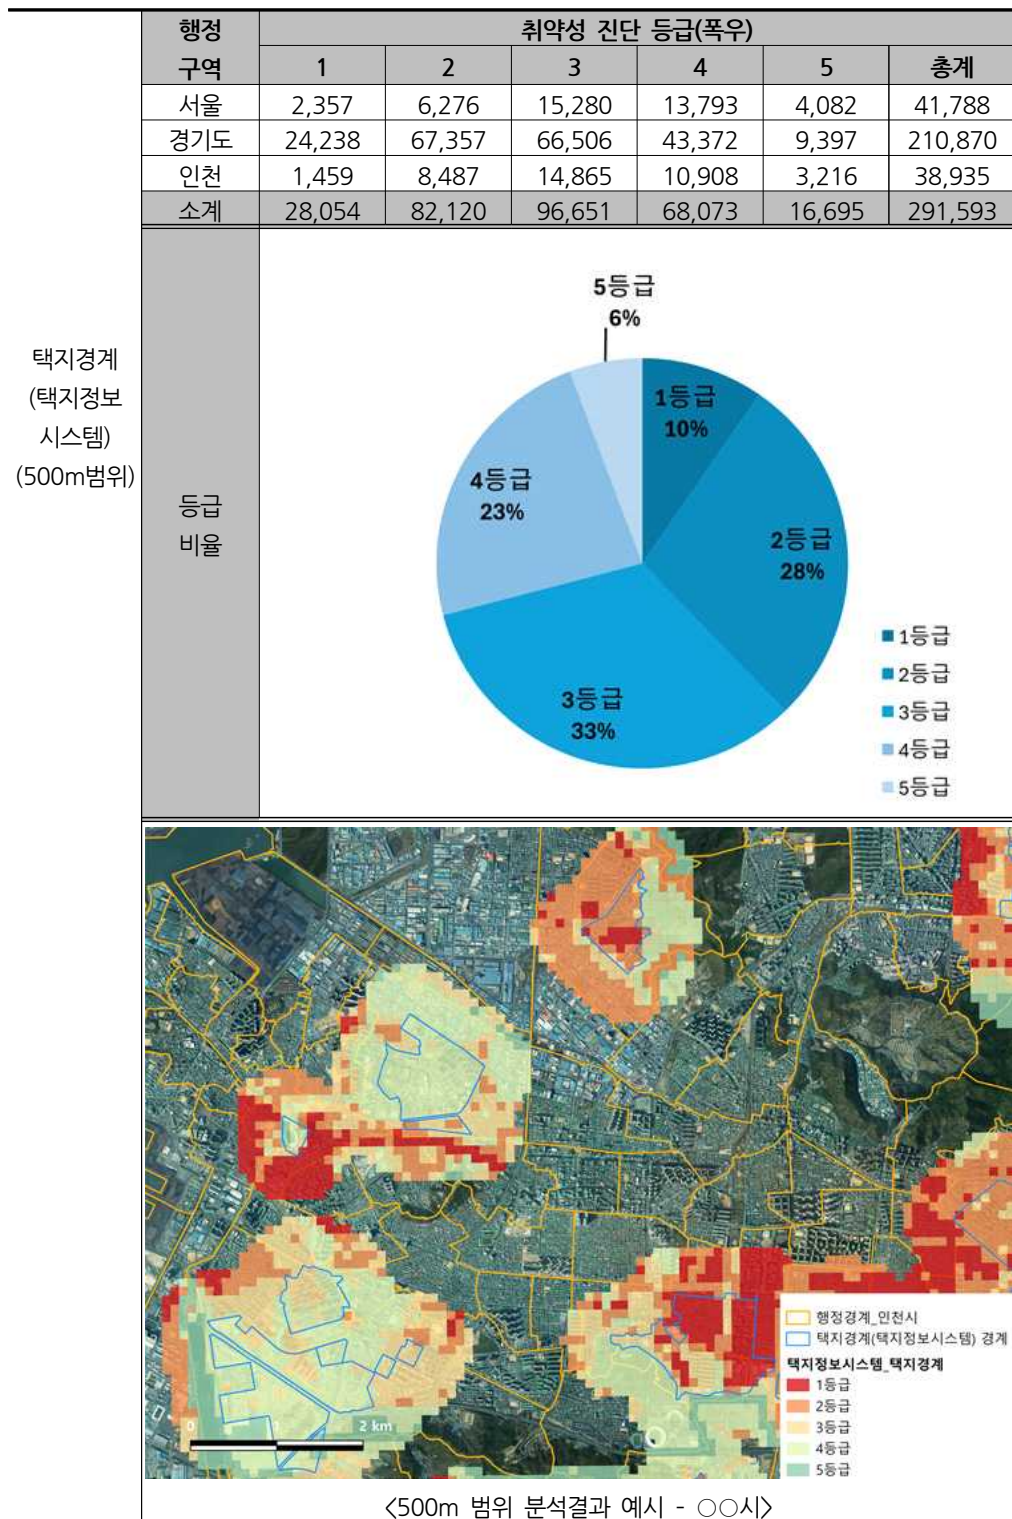 행정 구역 취약성 진단 등급(폭우)
1 2 3 4 5 총계
서울 2,357 6,276 15,280 13,793 4,082 41,788
경기도 24,238 67,357 66,506 43,372 9,397 210,870
인천 1,459 8,487 14,865 10,908 3,216 38,935
소계 28,054 82,120 96,651 68,073 16,695 291,593
택지경계
(택지정보
시스템)
(500m범위)
등급
비율
5등급
6%
1등급
10%
4등급
23%
2등급
28%
3등급
33%
1등급
2등급
3등급
4등급
5등급
행정경계_인천시
택지경계(택지정보시스템) 경계
택지정보시스템_택지경계
1등급
2등급
3등급
4등급
5등급
0 2 km
<500m 범위 분석결과 예시 - ○○시>